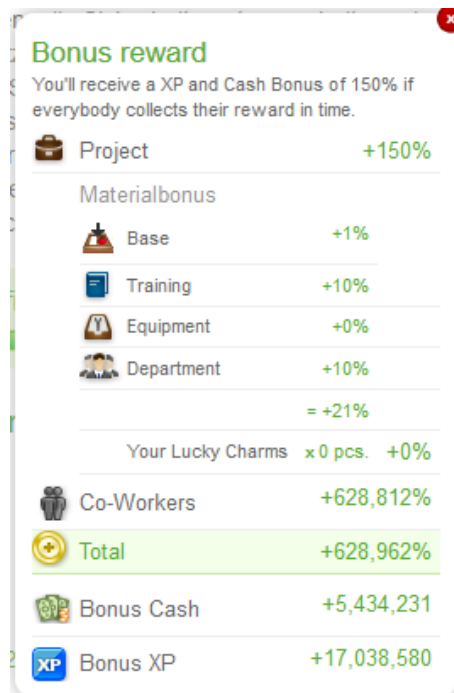 Bonus reward
You'll receive a XP and Cash Bonus of 150% if
everybody collects their reward in time.
Project +150%
Materialbonus
Base +1%
Training +10%
Equipment +0%
Department +10%
= +21%
Your Lucky Charms x 0 pcs. +0%
Co-Workers +628,812%
Total +628,962%
Bonus Cash +5,434,231
XP Bonus XP +17,038,580